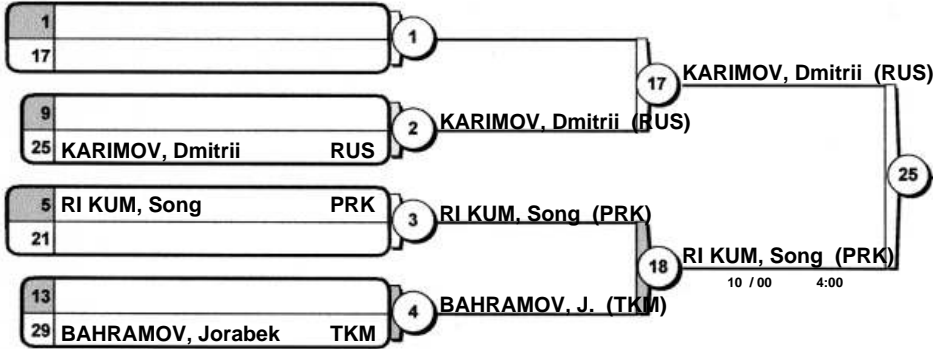 1
17
1
17
KARIMOV, Dmitrii (RUS)
9
2
KARIMOV, Dmitrii (RUS)
25 KARIMOV, Dmitrii RUS
25
5 RI KUM, Song PRK
3
RI KUM, Song (PRK)
21
18
RI KUM, Song (PRK)
10 / 00 4:00
13
4
BAHRAMOV, J. (TKM)
29 BAHRAMOV, Jorabek TKM